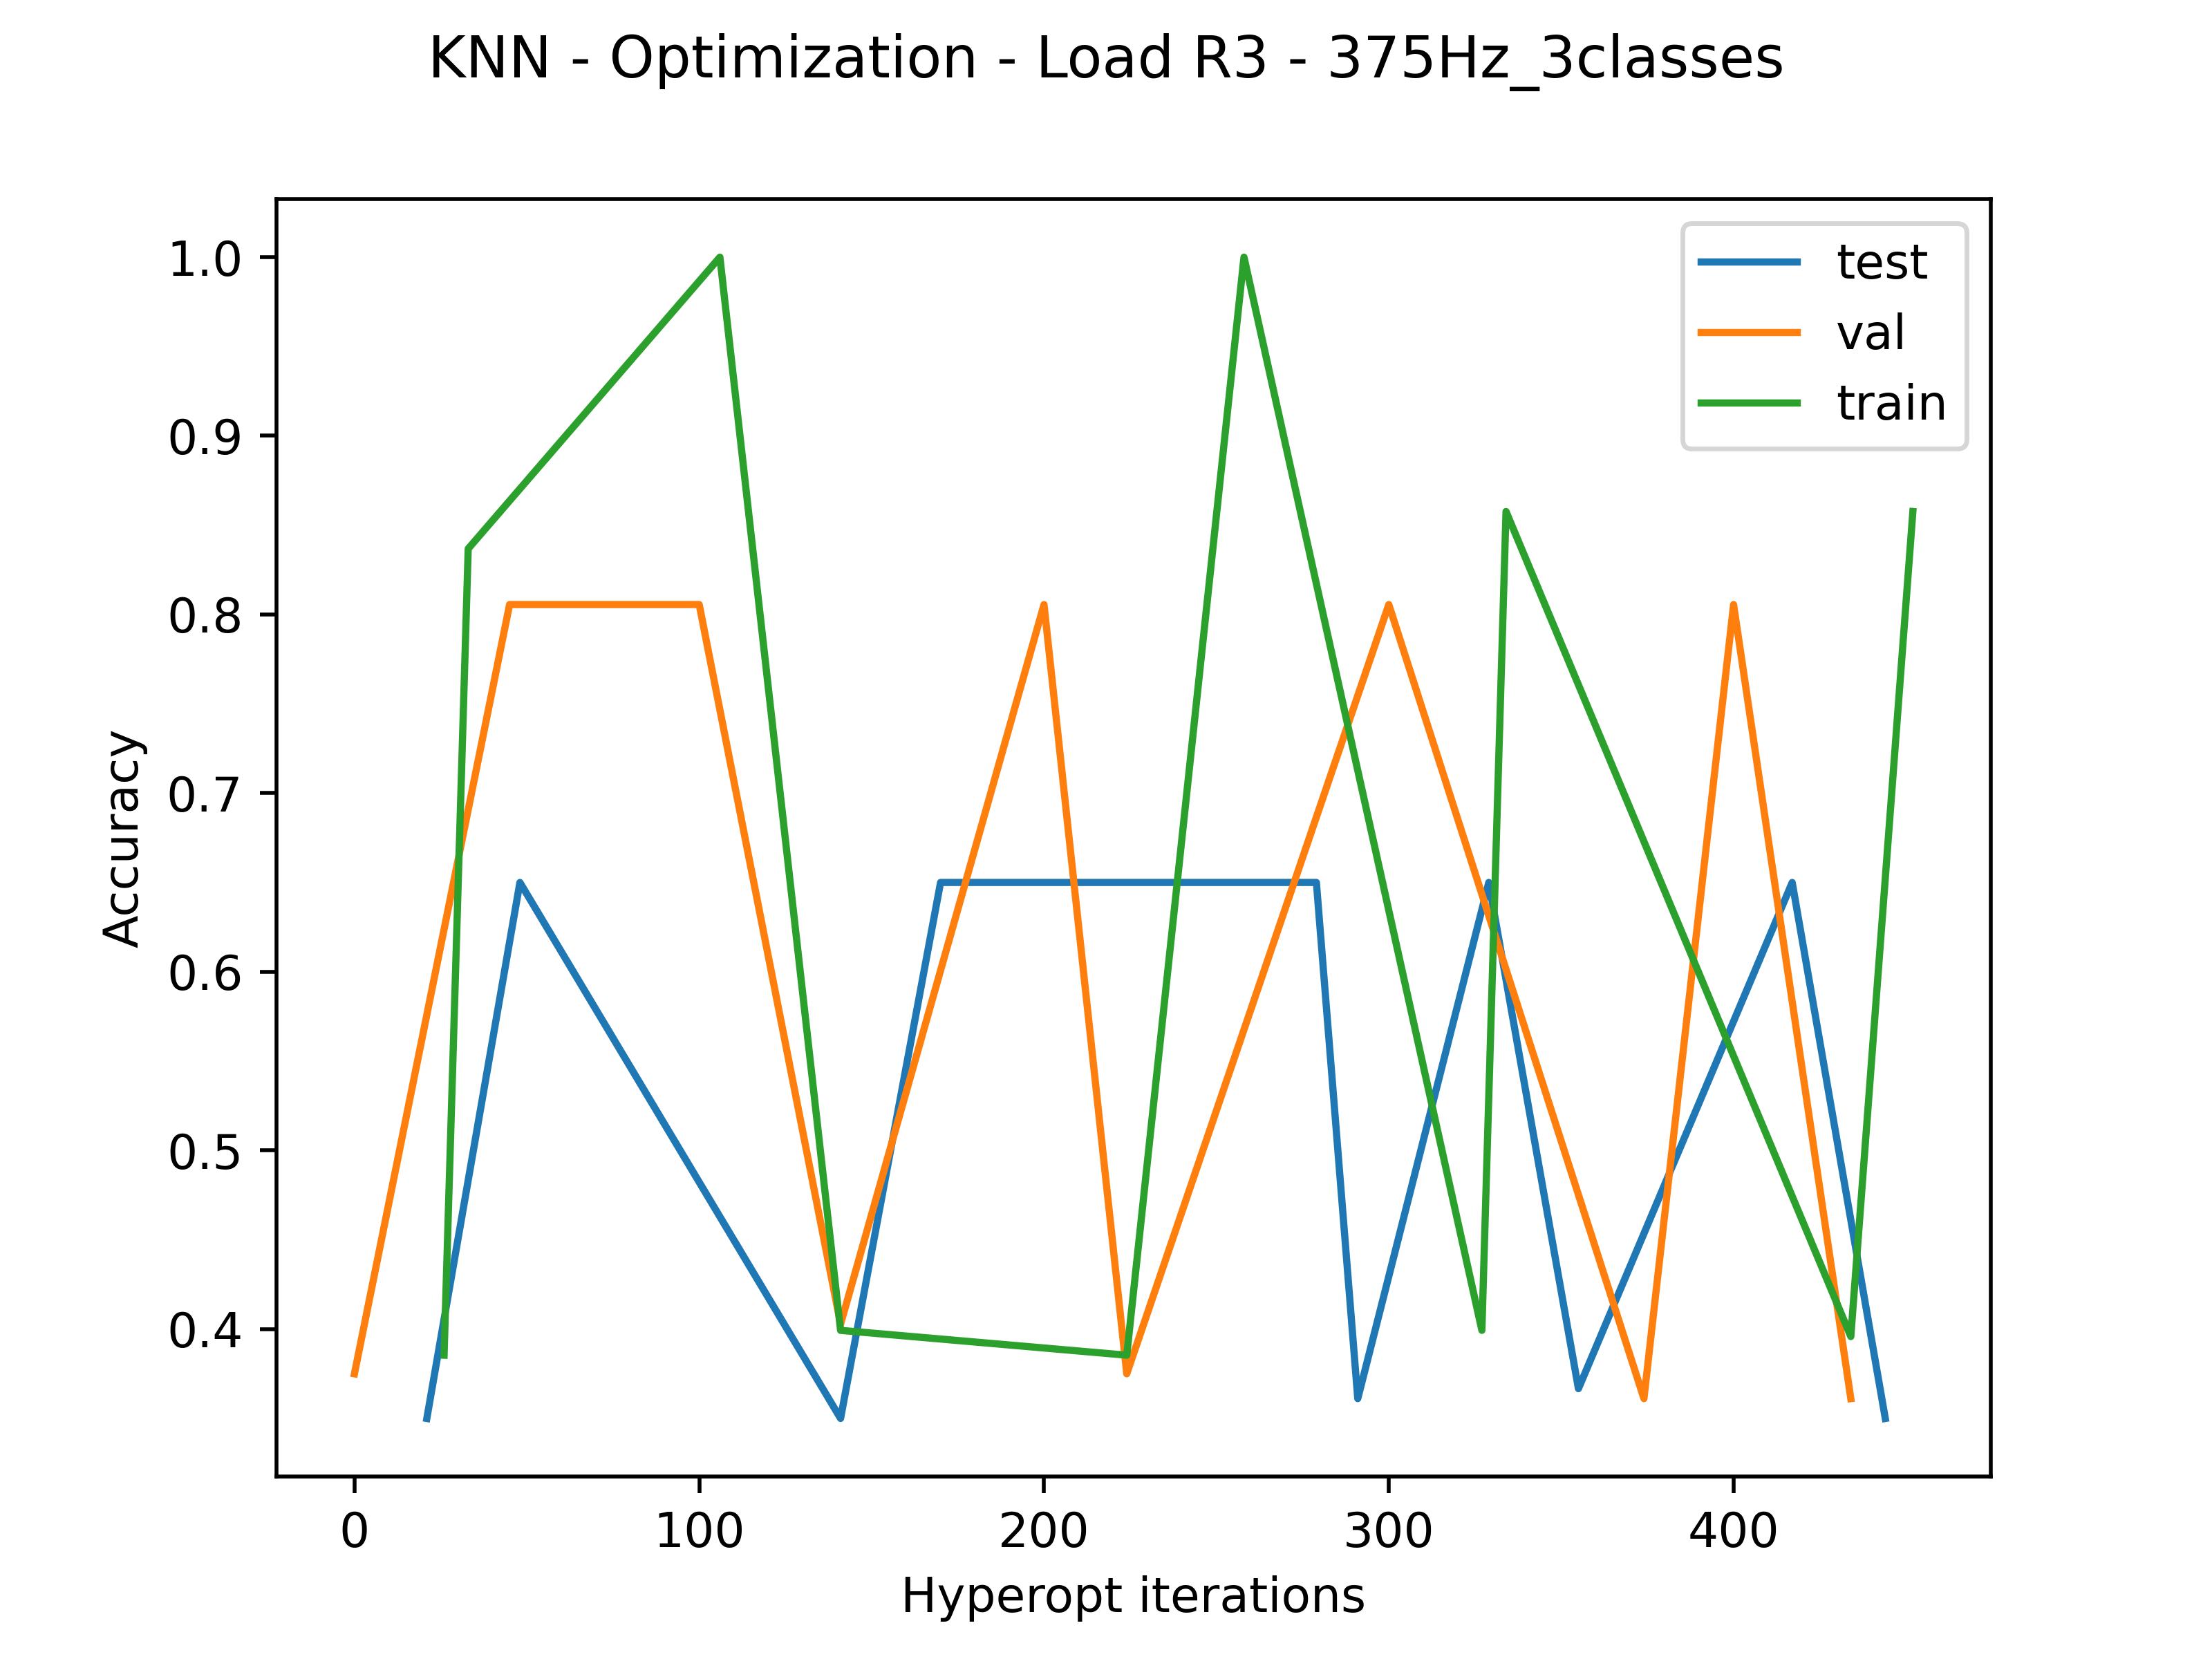 KNN - Optimization - Load R3 - 375Hz_3classes
1.0
0.9
0.8
0.7
0.6
0.5
0.4
Accuracy
test
val
train
0 100 200 300 400
Hyperopt iterations